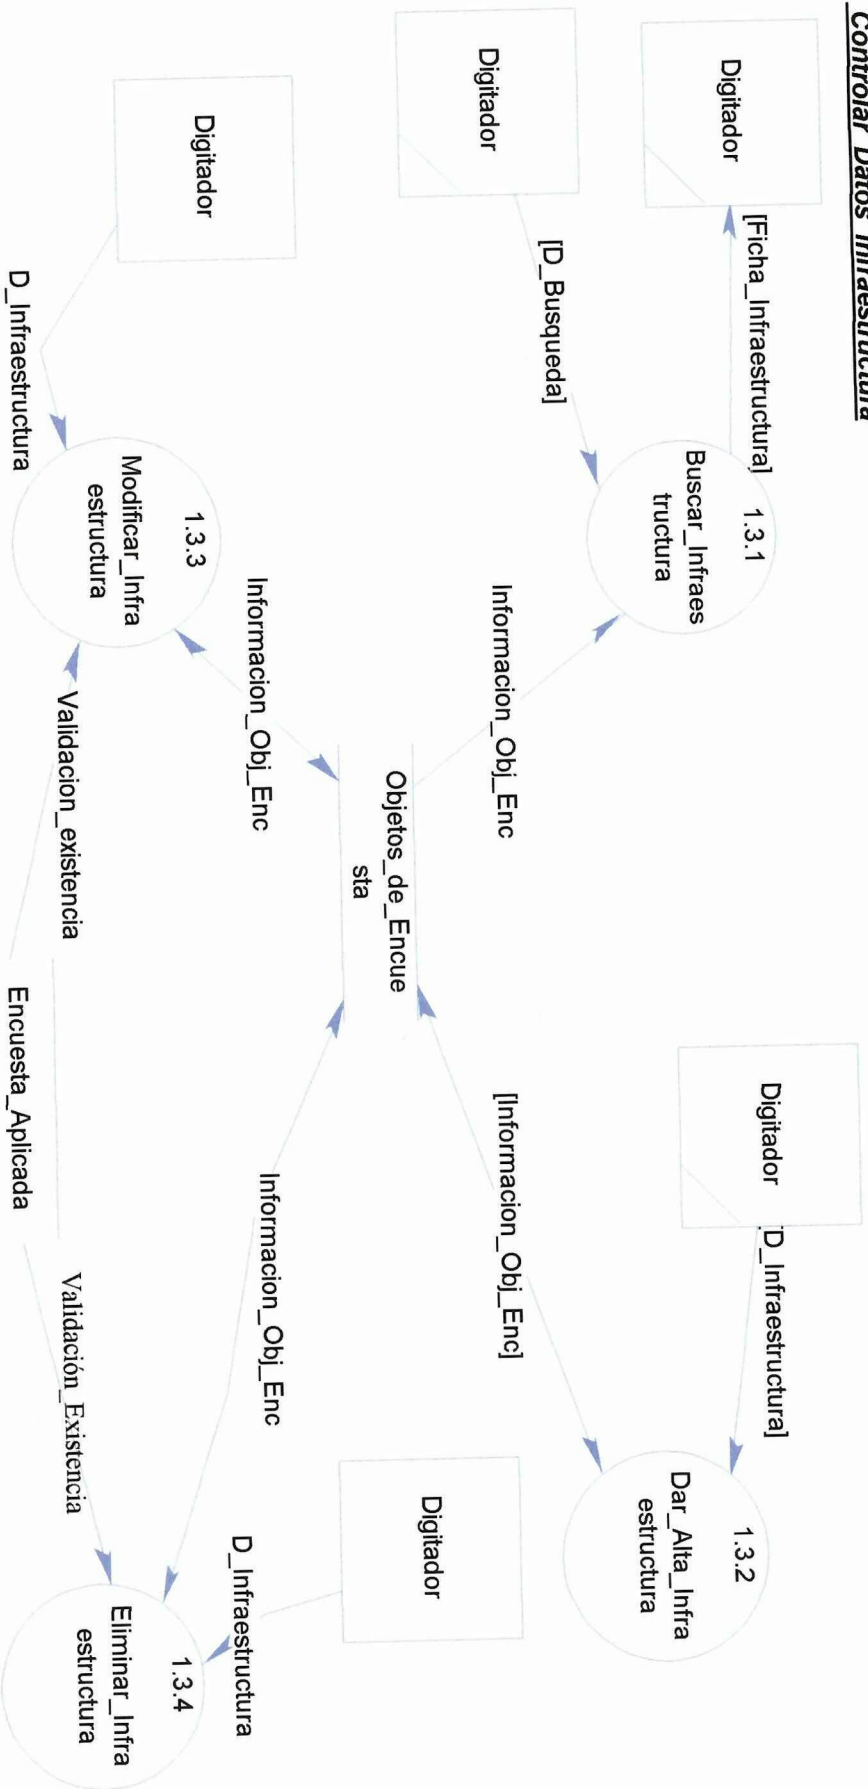 Controlar Datos Infraestructura
Digitador
[Ficha_Infraestructura]
1.3.1
Buscar_Infraes
tructura
Digitador
[D_Busqueda]
Informacion_Obj_Enc
Digitador
D_Infraestructura]
1.3.2
Dar_Alta_Infra
estructura
[Informacion_Obj_Enc]
Objetos_de_Encue
sta
Digitador
D_Infraestructura
1.3.3
Modificar_Infra
estructura
Informacion_Obj_Enc
Informacion_Obj_Enc
Digitador
D_Infraestructura
1.3.4
Eliminar_Infra
estructura
Validacion_existencia
Encuesta_Aplicada
Validación_Existencia